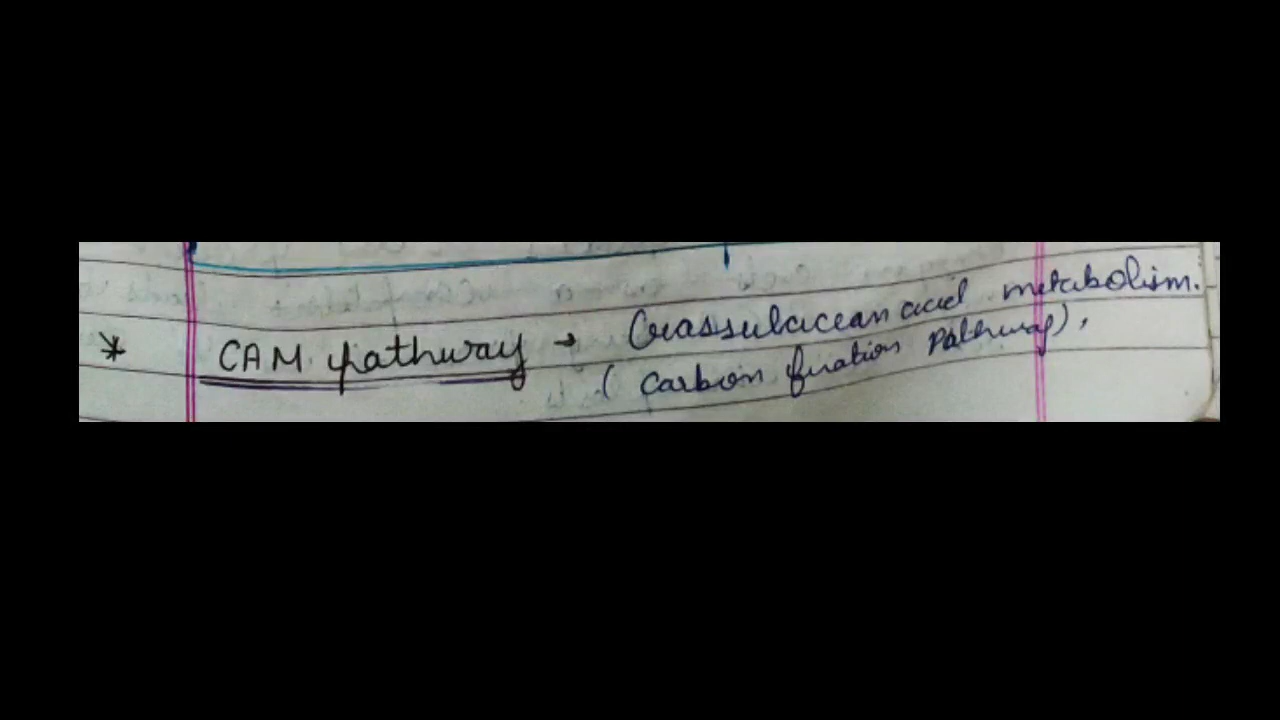 * CAM pathway → Crassulacean acid metabolism.
( Carbon fixation Pathway),